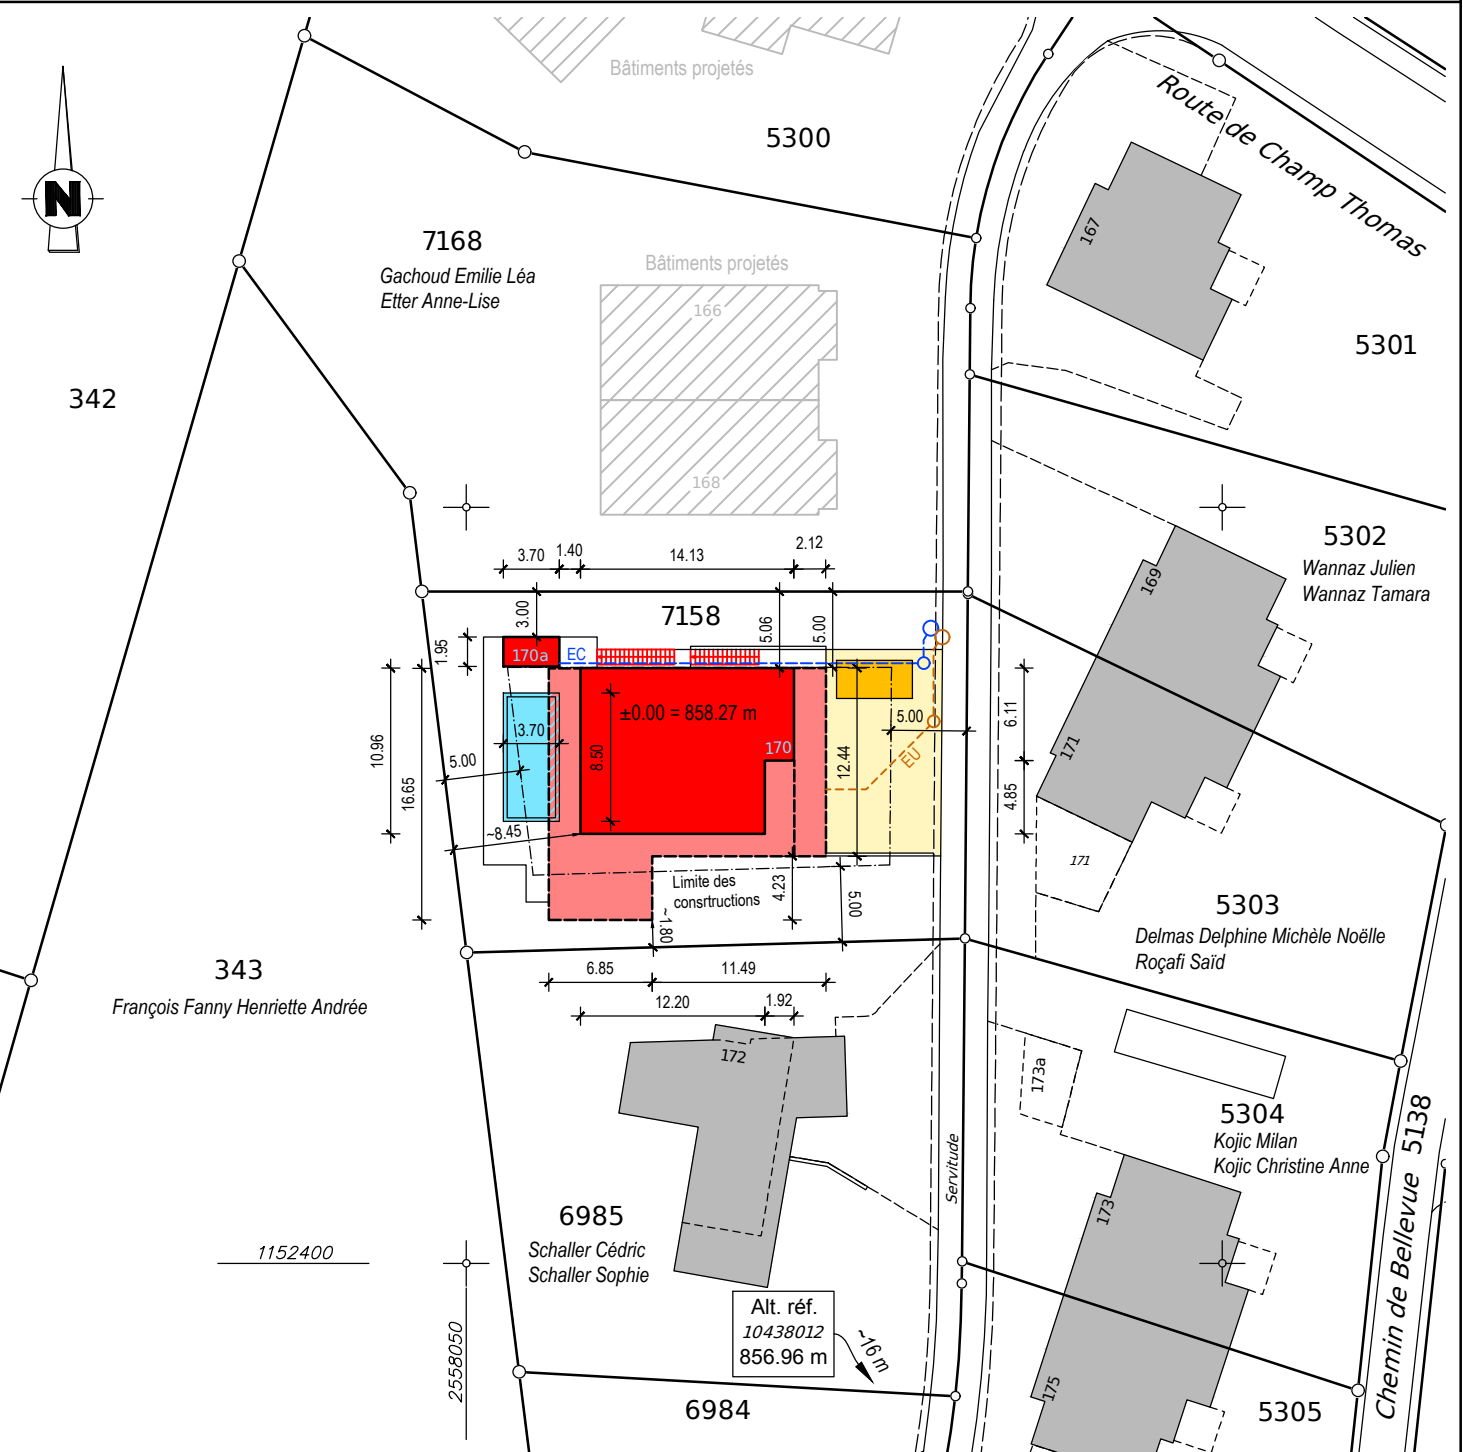 Bâtiments projetés
5300
Route de Champ Thomas
N
167
7168
Gachoud Emilie Léa
Etter Anne-Lise
Bâtiments projetés
166
5301
342
168
5302
Wannaz Julien
Wannaz Tamara
169
3.70
1.40
14.13
2.12
3.00
7158
5.06
5.00
1.95
170a
EC
±0.00 = 858.27 m
170
3.70
8.50
5.00
10.96
16.65
~8.45
12.44
5.00
EU
6.11
4.85
171
171
Limite des
consrtructions
4.23
5.00
~1.80
5303
Delmas Delphine Michèle Noëlle
Roçafi Saïd
343
François Fanny Henriette Andrée
6.85
11.49
12.20
1.92
172
173a
5304
Kojic Milan
Kojic Christine Anne
Servitude
173
6985
Schaller Cédric
Schaller Sophie
1152400
2558050
Alt. réf.
10438012
856.96 m
~16 m
Chemin de Bellevue 5138
175
6984
5305